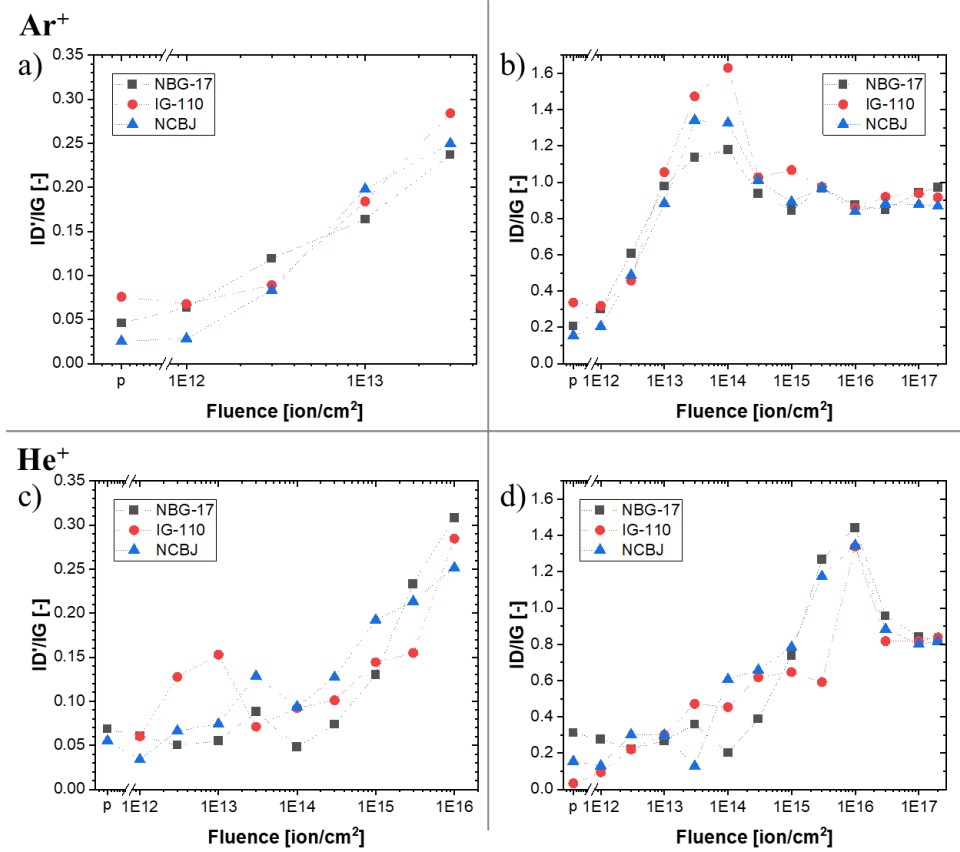 Ar+
a)
0.35
0.30
0.25
0.20
0.15
0.10
0.05
0.00
ID'/IG [-]
NBG-17
IG-110
NCBJ
p
1E12
1E13
Fluence [ion/cm2]
b)
1.6
1.4
1.2
1.0
0.8
0.6
0.4
0.2
0.0
ID/IG [-]
NBG-17
IG-110
NCBJ
p
1E12
1E13
1E14
1E15
1E16
1E17
Fluence [ion/cm2]
He+
c)
0.35
0.30
0.25
0.20
0.15
0.10
0.05
0.00
ID'/IG [-]
NBG-17
IG-110
NCBJ
p
1E12
1E13
1E14
1E15
1E16
Fluence [ion/cm2]
d)
1.6
1.4
1.2
1.0
0.8
0.6
0.4
0.2
0.0
ID/IG [-]
NBG-17
IG-110
NCBJ
p
1E12
1E13
1E14
1E15
1E16
1E17
Fluence [ion/cm2]